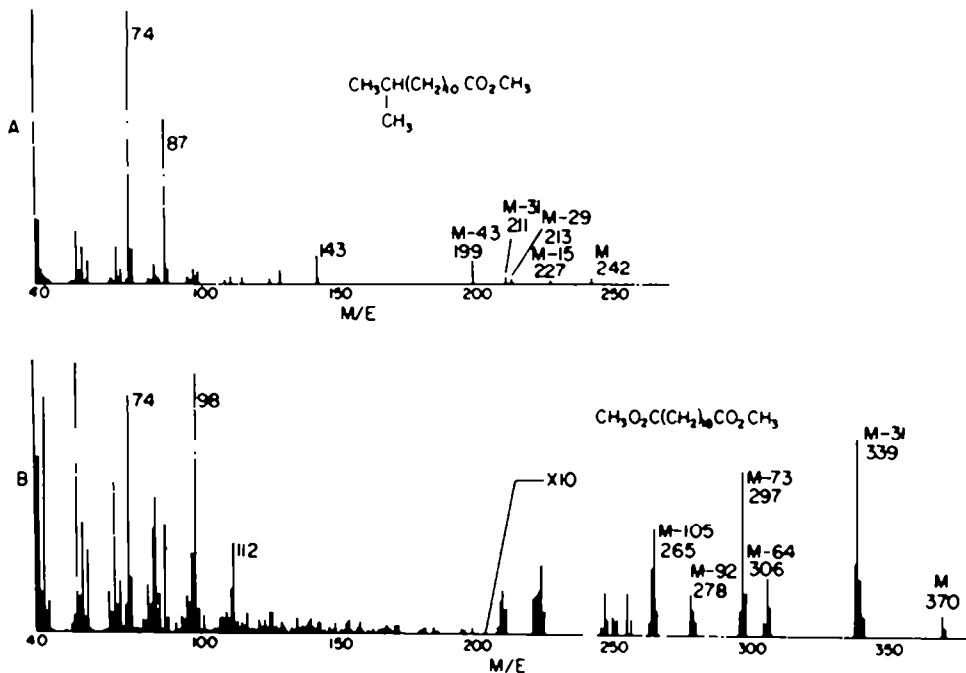 74
CH₃CH(CH₂)₁₀CO₂CH₃
CH₃
A
87
M-31
211
M-29
213
M-43
199
143
M-15
227
M
242
40 100 150 200 250
M/E
74
98
CH₃O₂C(CH₂)₁₈CO₂CH₃
M-31
339
B
X10
M-73
297
M-105
265
M-64
306
112
M-92
278
M
370
40 100 150 200 250 300 350
M/E